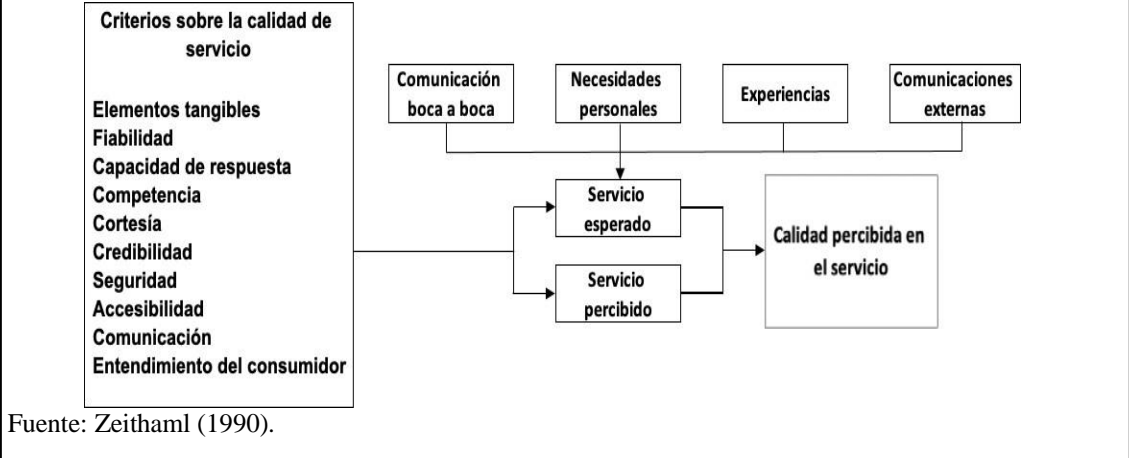 Criterios sobre la calidad de
servicio
Elementos tangibles
Fiabilidad
Capacidad de respuesta
Competencia
Cortesía
Credibilidad
Seguridad
Accesibilidad
Comunicación
Entendimiento del consumidor
Comunicación
boca a boca
Necesidades
personales
Experiencias
Comunicaciones
externas
Servicio
esperado
Servicio
percibido
Calidad percibida en
el servicio
Fuente: Zeithaml (1990).